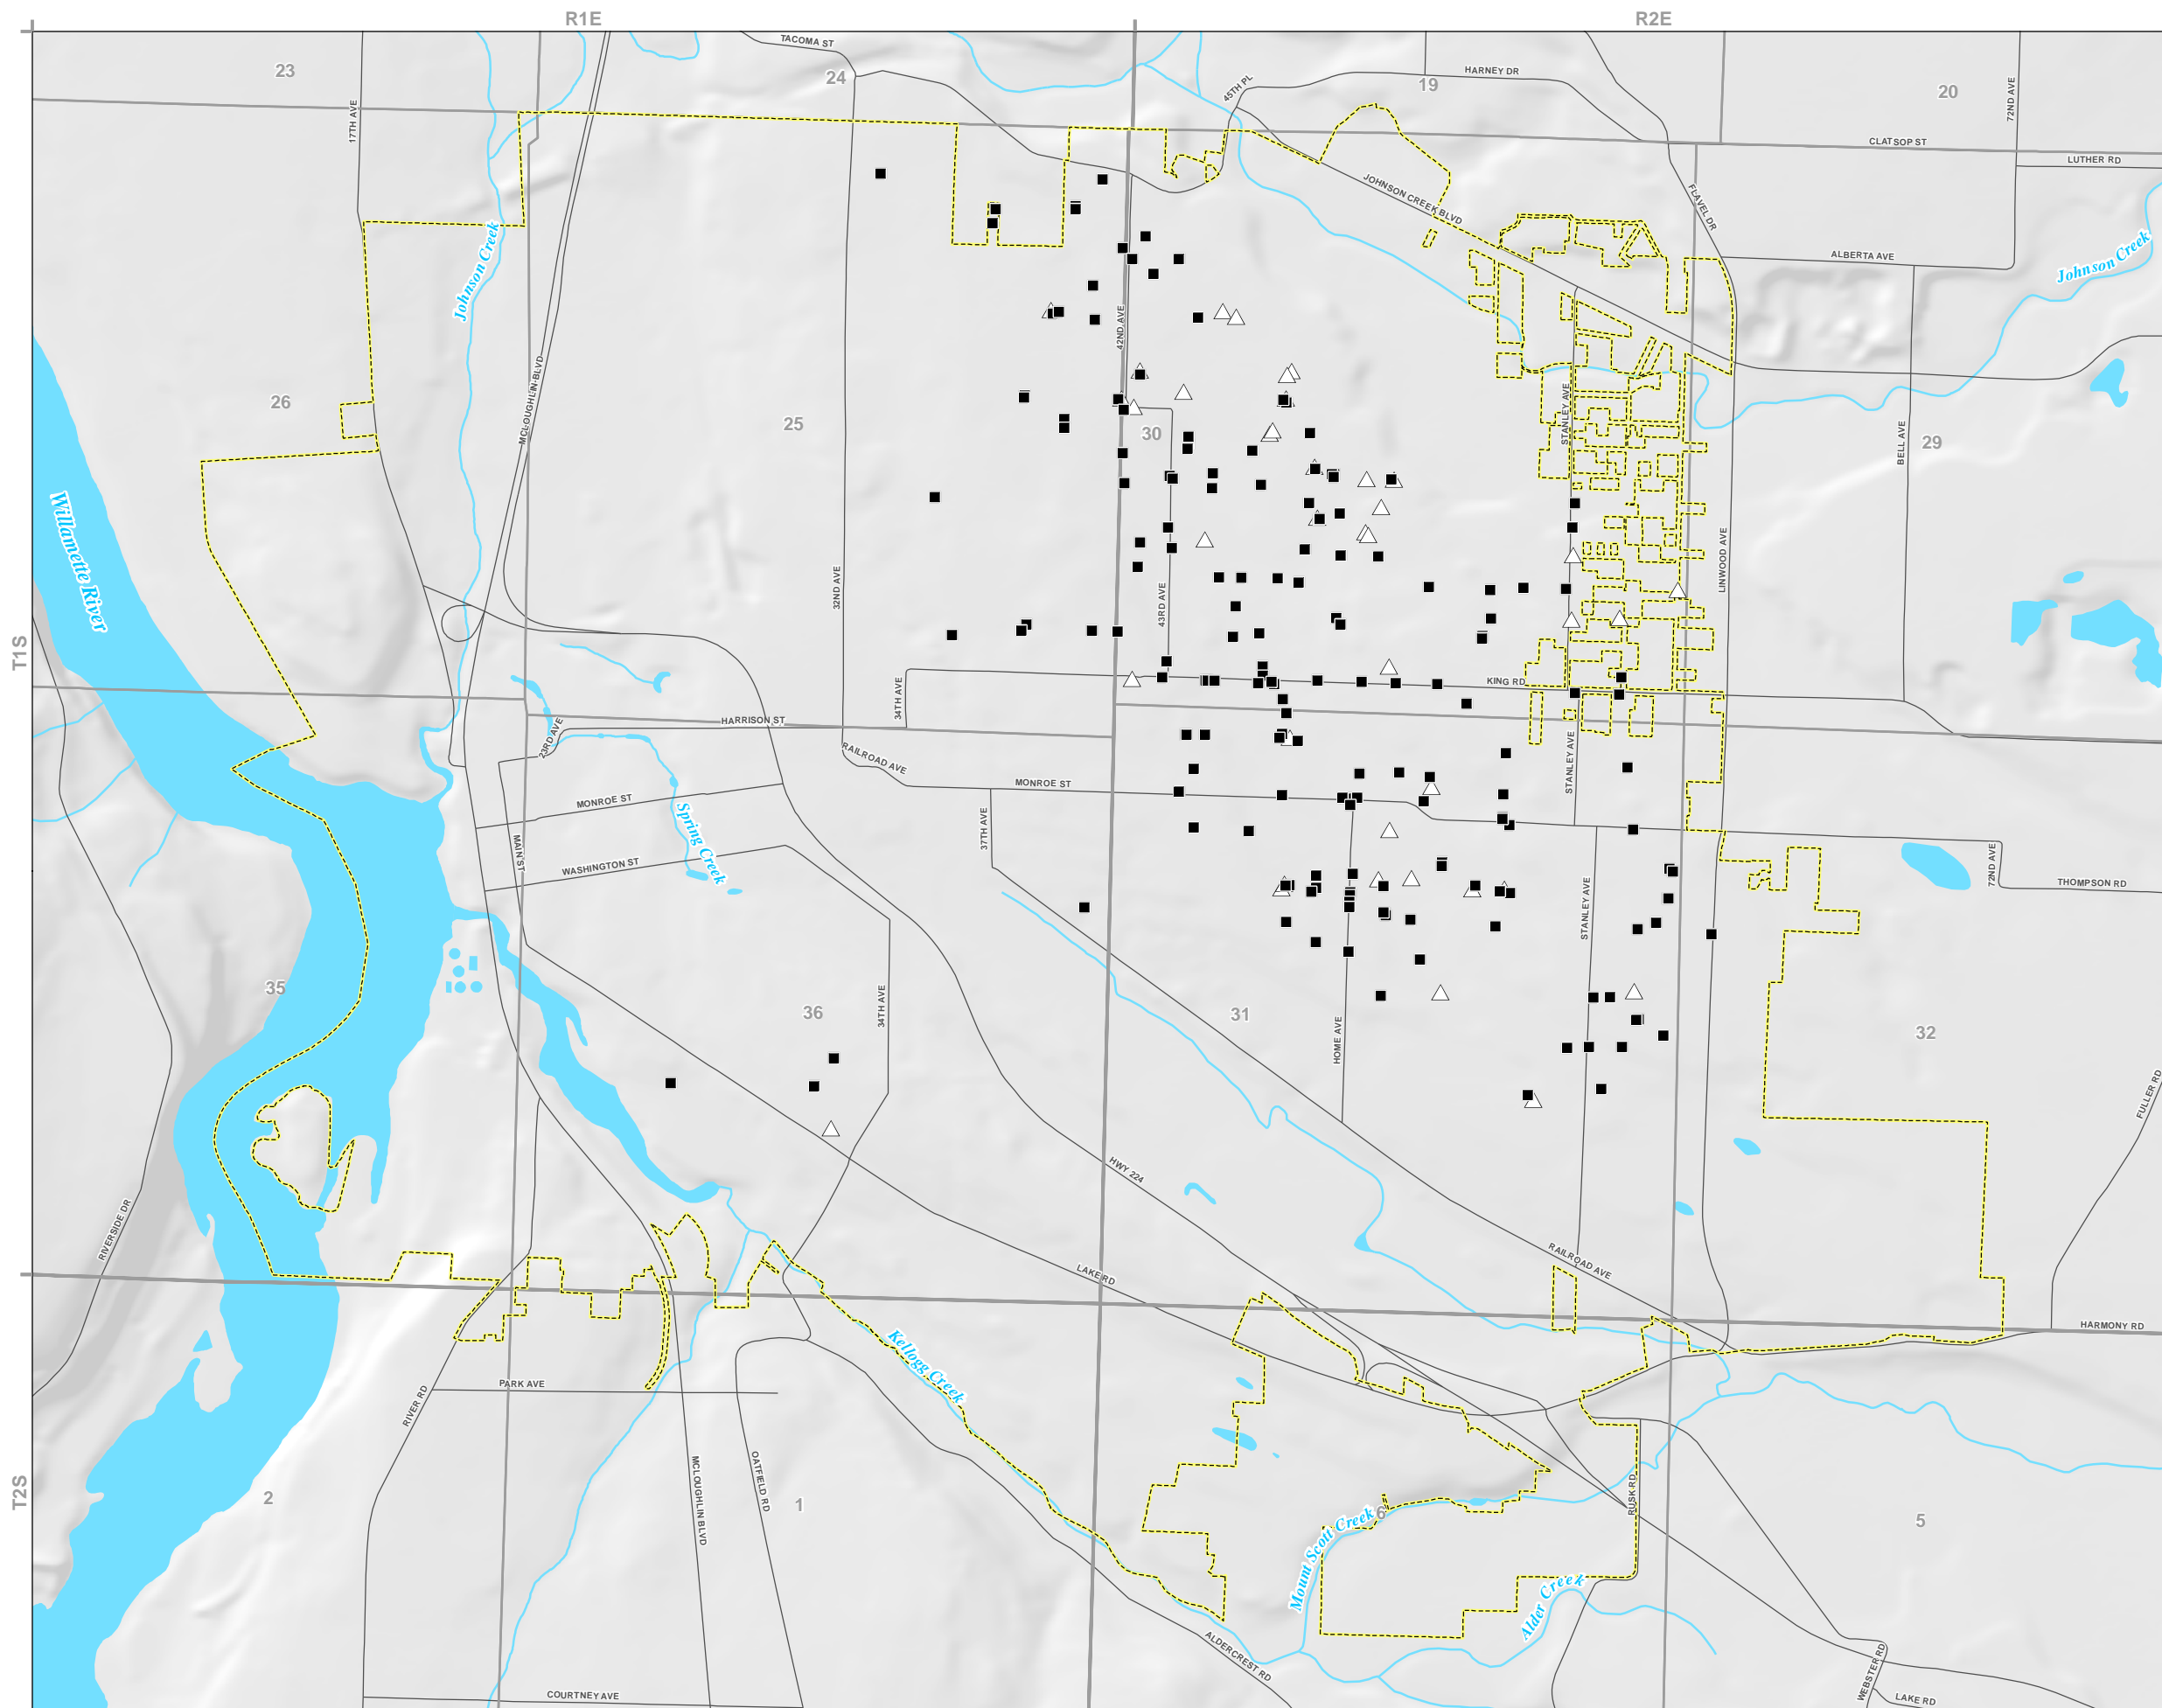 R1E
R2E
TACOMA ST
23
24
45TH PL
HARNEY DR
19
20
72ND AVE
17TH AVE
CLATSOP ST
LUTHER RD
JOHNSON CREEK BLVD
FLAVEL DR
Johnson Creek
ALBERTA AVE
Johnson Creek
42ND AVE
MCLOUGHLIN BLVD
26
25
30
STANLEY AVE
BELL AVE
29
Willamette River
32ND AVE
43RD AVE
LINWOOD AVE
T1S
34TH AVE
KING RD
HARRISON ST
23RD AVE
RAILROAD AVE
STANLEY AVE
MONROE ST
MONROE ST
Spring Creek
37TH AVE
MAIN ST
WASHINGTON ST
72ND AVE
THOMPSON RD
STANLEY AVE
35
36
34TH AVE
31
HOME AVE
32
FULLER RD
HWY 224
RIVERSIDE DR
LAKE RD
RAILROAD AVE
HARMONY RD
Kellogg Creek
PARK AVE
RIVER RD
T2S
2
MCLOUGHLIN BLVD
OATFIELD RD
1
RUSK RD
6
5
Mount Scott Creek
Alder Creek
ALDERCREST RD
WEBSTER RD
COURTNEY AVE
LAKE RD